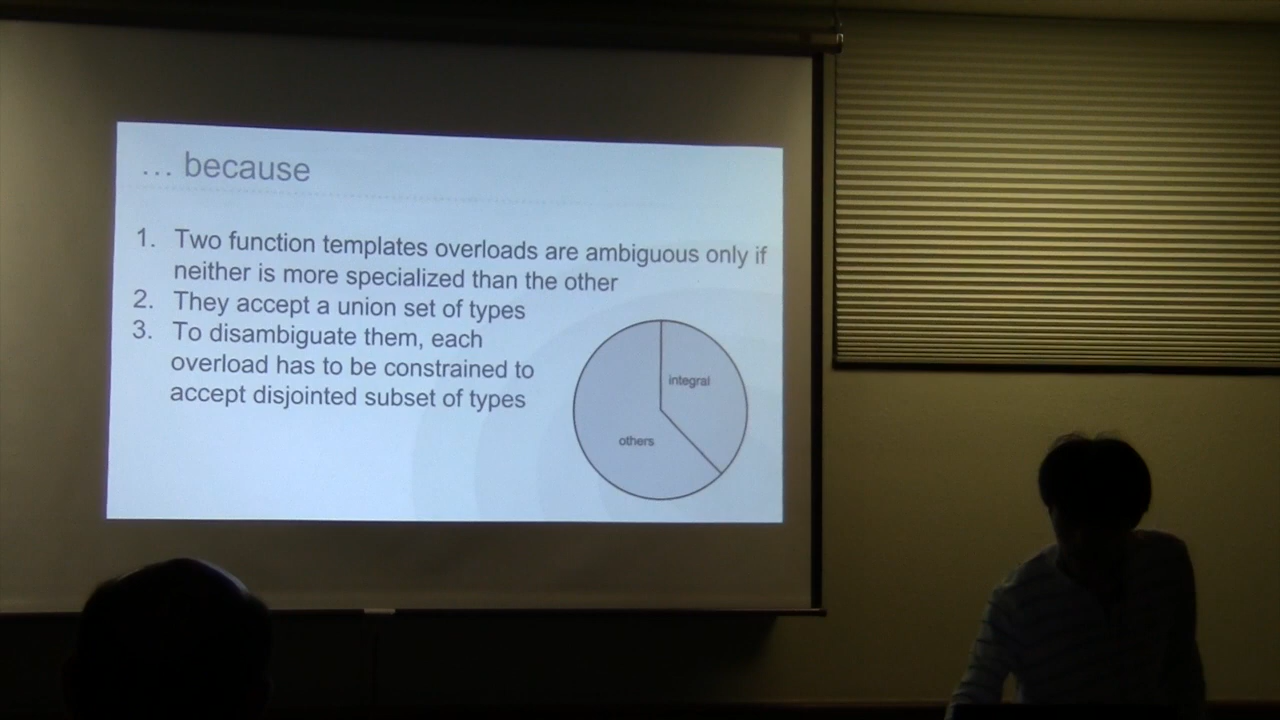 ... because
1. Two function templates overloads are ambiguous only if
neither is more specialized than the other
2. They accept a union set of types
3. To disambiguate them, each
overload has to be constrained to
accept disjointed subset of types
integral
others